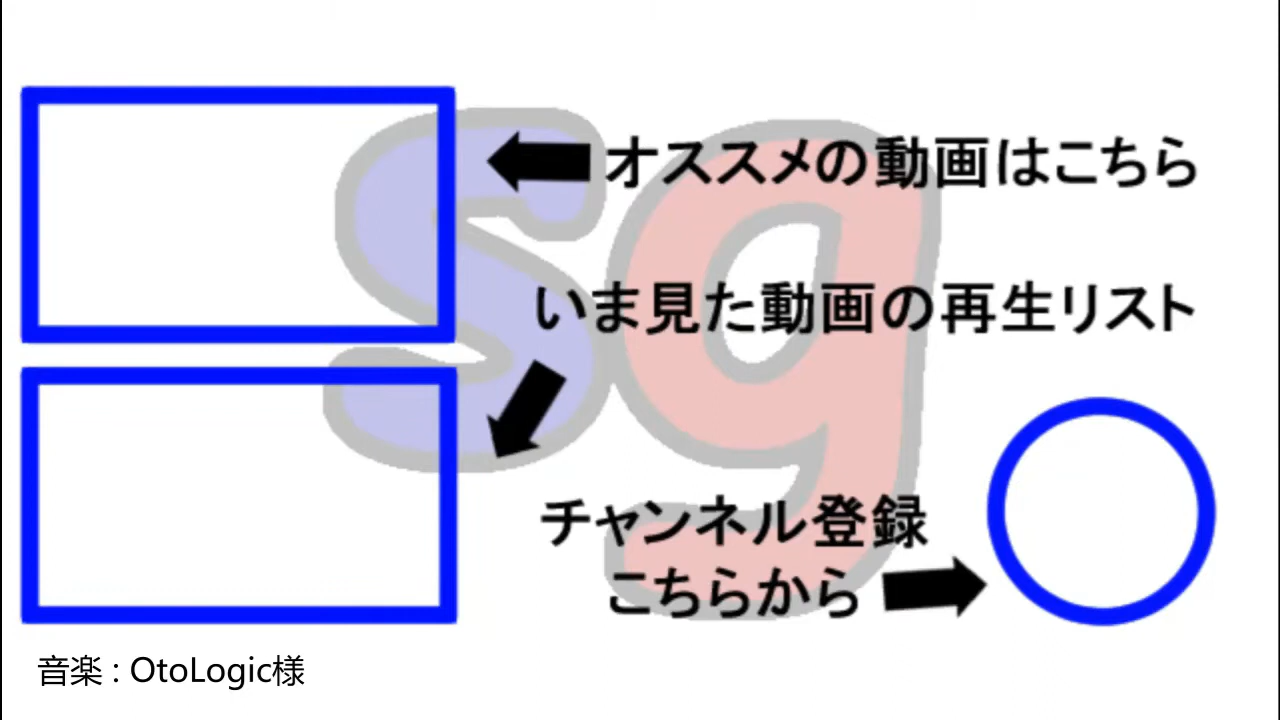 sg
オススメの動画はこちら
いま見た動画の再生リスト
チャンネル登録
こちらから
音楽 : OtoLogic様